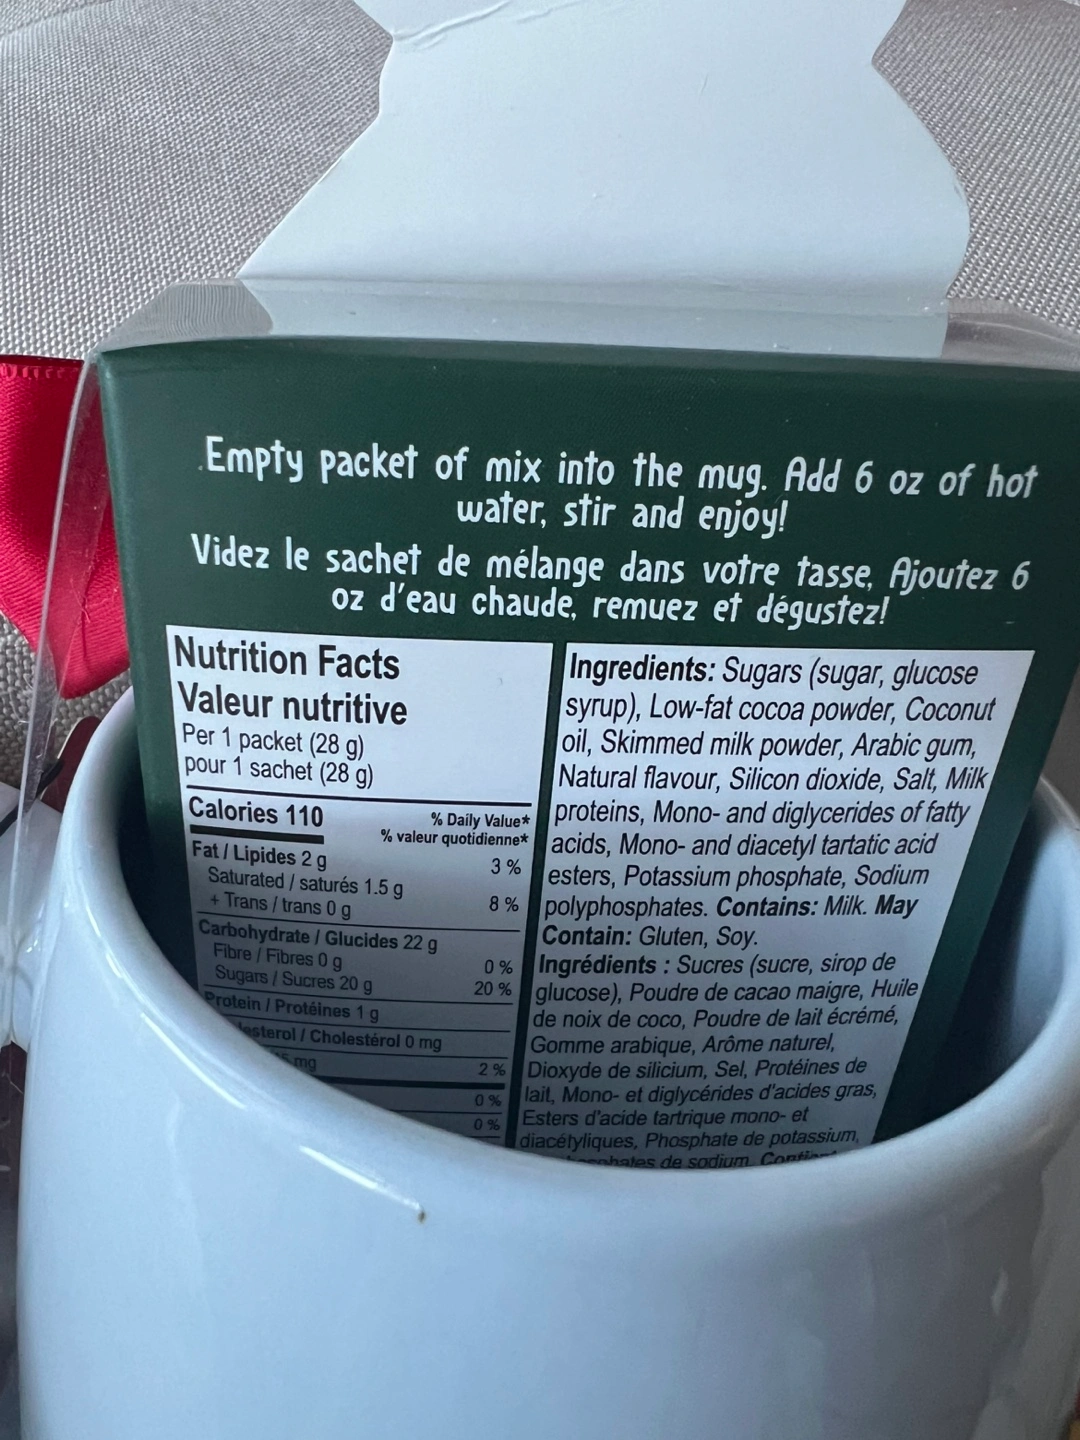 Empty packet of mix into the mug. Add 6 oz of hot
water, stir and enjoy!
Videz le sachet de mélange dans votre tasse, Ajoutez 6
oz d'eau chaude, remuez et dégustez!
Nutrition Facts
Valeur nutritive
Per 1 packet (28 g)
pour 1 sachet (28 g)
Calories 110
% Daily Value*
% valeur quotidienne*
Fat / Lipides 2 g 3 %
Saturated / saturés 1.5 g
+ Trans / trans 0 g 8 %
Carbohydrate / Glucides 22 g
Fibre / Fibres 0 g 0 %
Sugars / Sucres 20 g 20 %
Protein / Protéines 1 g
/ Cholestérol 0 mg
mg 2 %
0 %
0 %
Ingredients: Sugars (sugar, glucose
syrup), Low-fat cocoa powder, Coconut
oil, Skimmed milk powder, Arabic gum,
Natural flavour, Silicon dioxide, Salt, Milk
proteins, Mono- and diglycerides of fatty
acids, Mono- and diacetyl tartatic acid
esters, Potassium phosphate, Sodium
polyphosphates. Contains: Milk. May
Contain: Gluten, Soy.
Ingrédients : Sucres (sucre, sirop de
glucose), Poudre de cacao maigre, Huile
de noix de coco, Poudre de lait écrémé,
Gomme arabique, Arôme naturel,
Dioxyde de silicium, Sel, Protéines de
lait, Mono- et diglycérides d'acides gras,
Esters d'acide tartrique mono- et
diacétyliques, Phosphate de potassium,
de sodium.